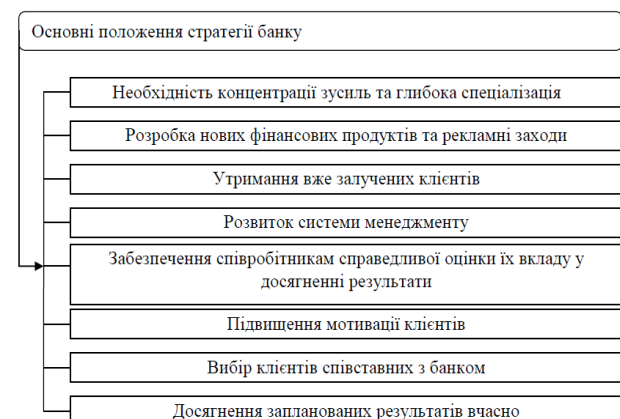 Основні положення стратегії банку
Необхідність концентрації зусиль та глибока спеціалізація
Розробка нових фінансових продуктів та рекламні заходи
Утримання вже залучених клієнтів
Розвиток системи менеджменту
Забезпечення співробітникам справедливої оцінки їх вкладу у
досягненні результати
Підвищення мотивації клієнтів
Вибір клієнтів співставних з банком
Досягнення запланованих результатів вчасно